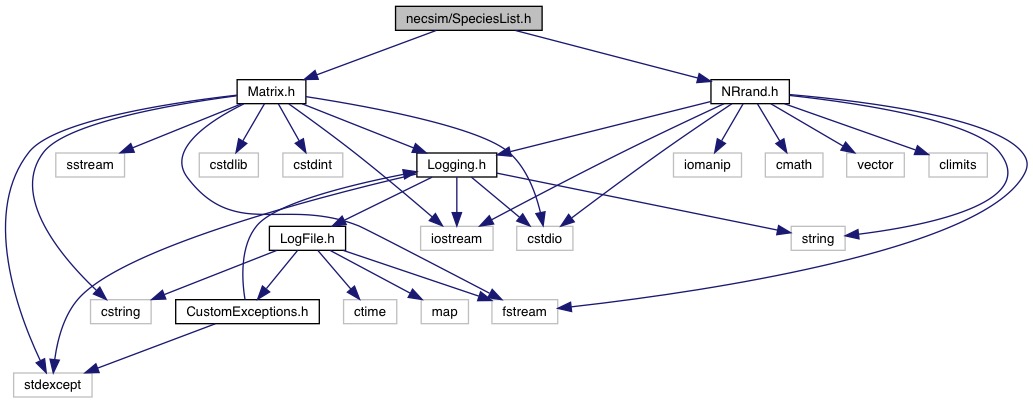 necsim/SpeciesList.h
Matrix.h
NRrand.h
sstream
cstdlib
cstdint
Logging.h
iomanip
cmath
vector
climits
LogFile.h
iostream
cstdio
string
cstring
CustomExceptions.h
ctime
map
fstream
stdexcept